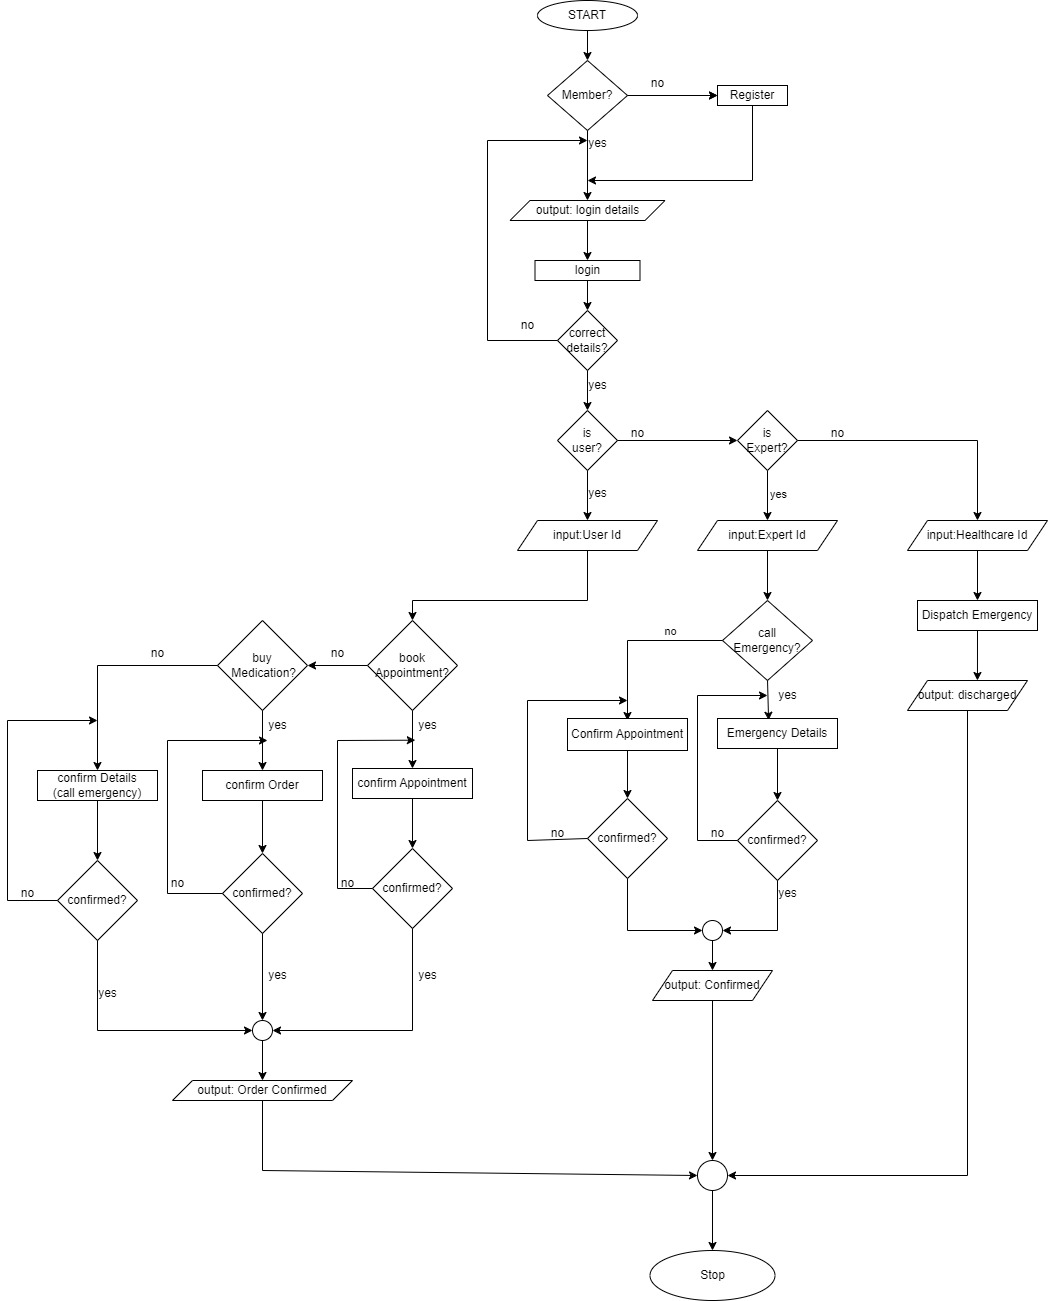 START
Member?
no
Register
yes
output: login details
login
no
correct
details?
yes
is
user?
no
is
Expert?
no
yes
yes
input:User Id
input:Expert Id
input:Healthcare Id
Dispatch Emergency
call
Emergency?
no
no
no
buy
Medication?
book
Appointment?
output: discharged
yes
yes
yes
Confirm Appointment
Emergency Details
confirm Details
(call emergency)
confirm Order
confirm Appointment
no
confirmed?
no
confirmed?
no
confirmed?
no
confirmed?
no
confirmed?
yes
yes
yes
yes
output: Confirmed
output: Order Confirmed
Stop